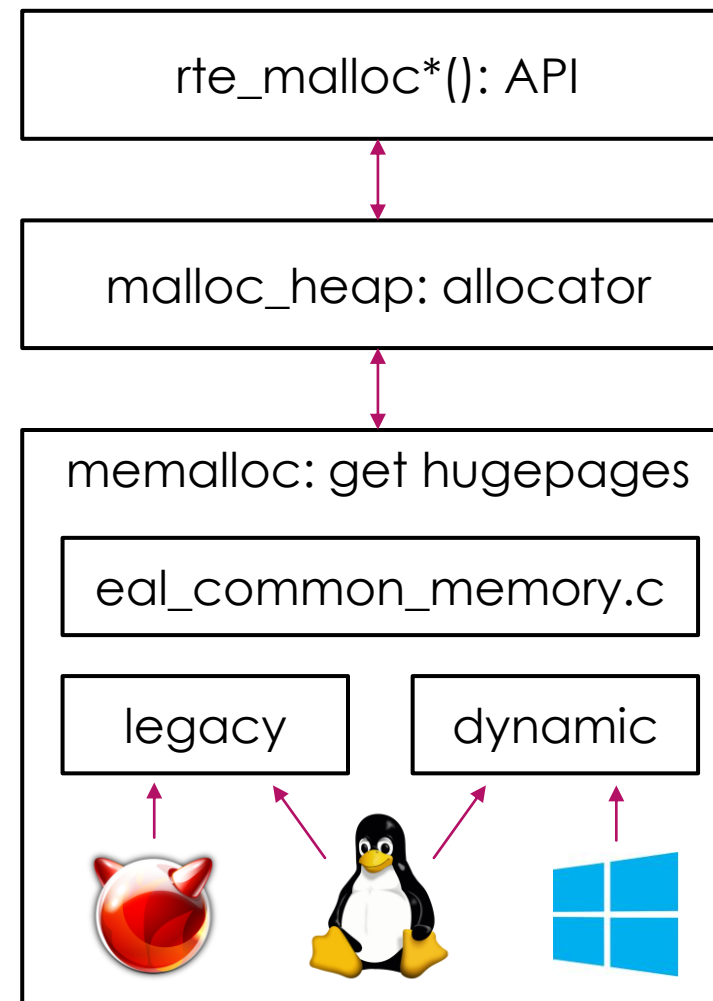 rte_malloc*(): API
malloc_heap: allocator
memalloc: get hugepages
eal_common_memory.c
legacy
dynamic